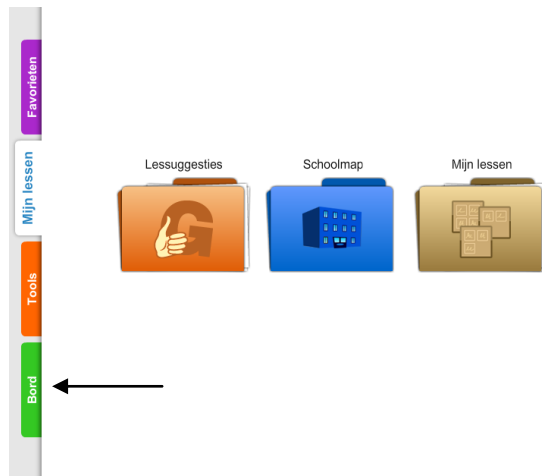 Favorieten
Mijn lessen
Tools
Bord
Lessuggesties
Schoolmap
Mijn lessen